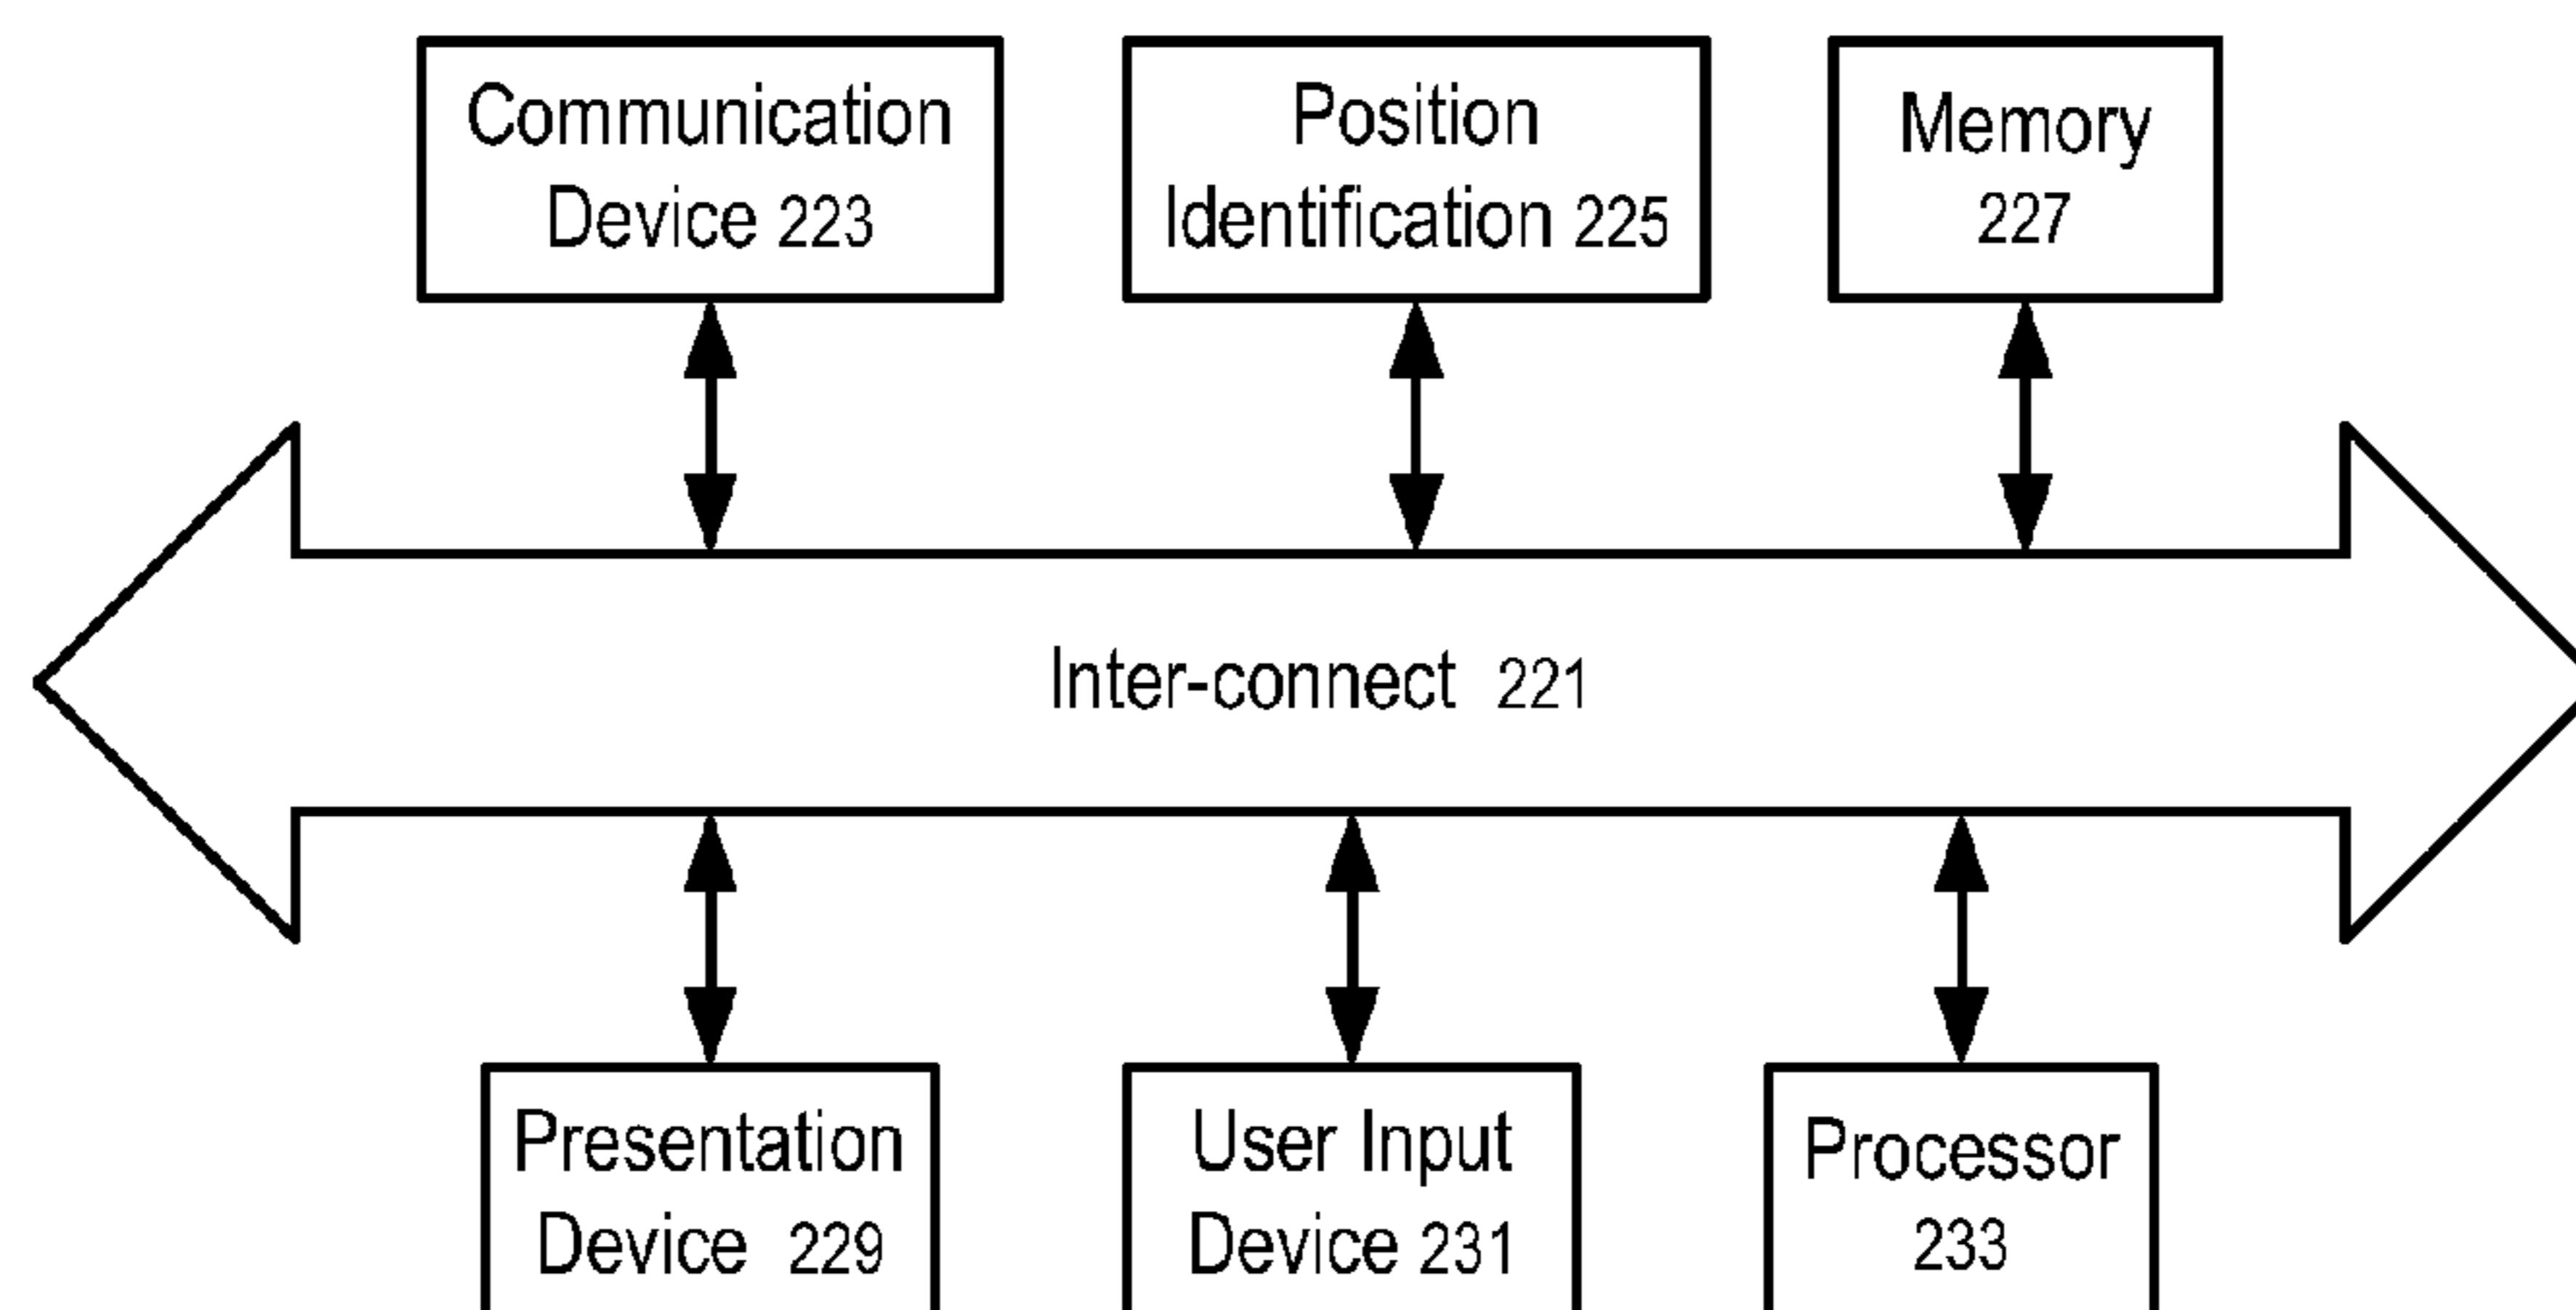 Communication
Device 223
Position
Identification 225
Memory
227
Inter-connect 221
Presentation
Device 229
User Input
Device 231
Processor
233